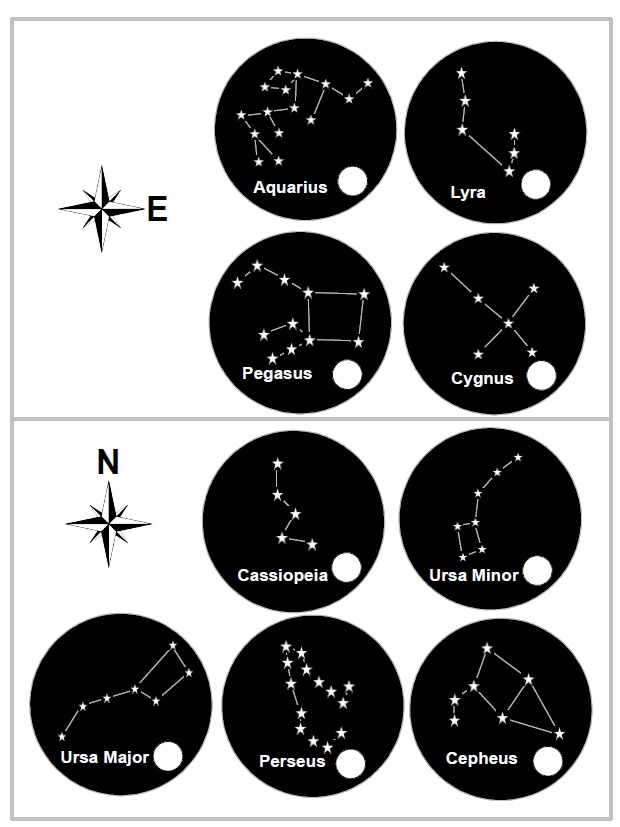 Aquarius
Lyra
E
Pegasus
Cygnus
N
Cassiopeia
Ursa Minor
Ursa Major
Perseus
Cepheus